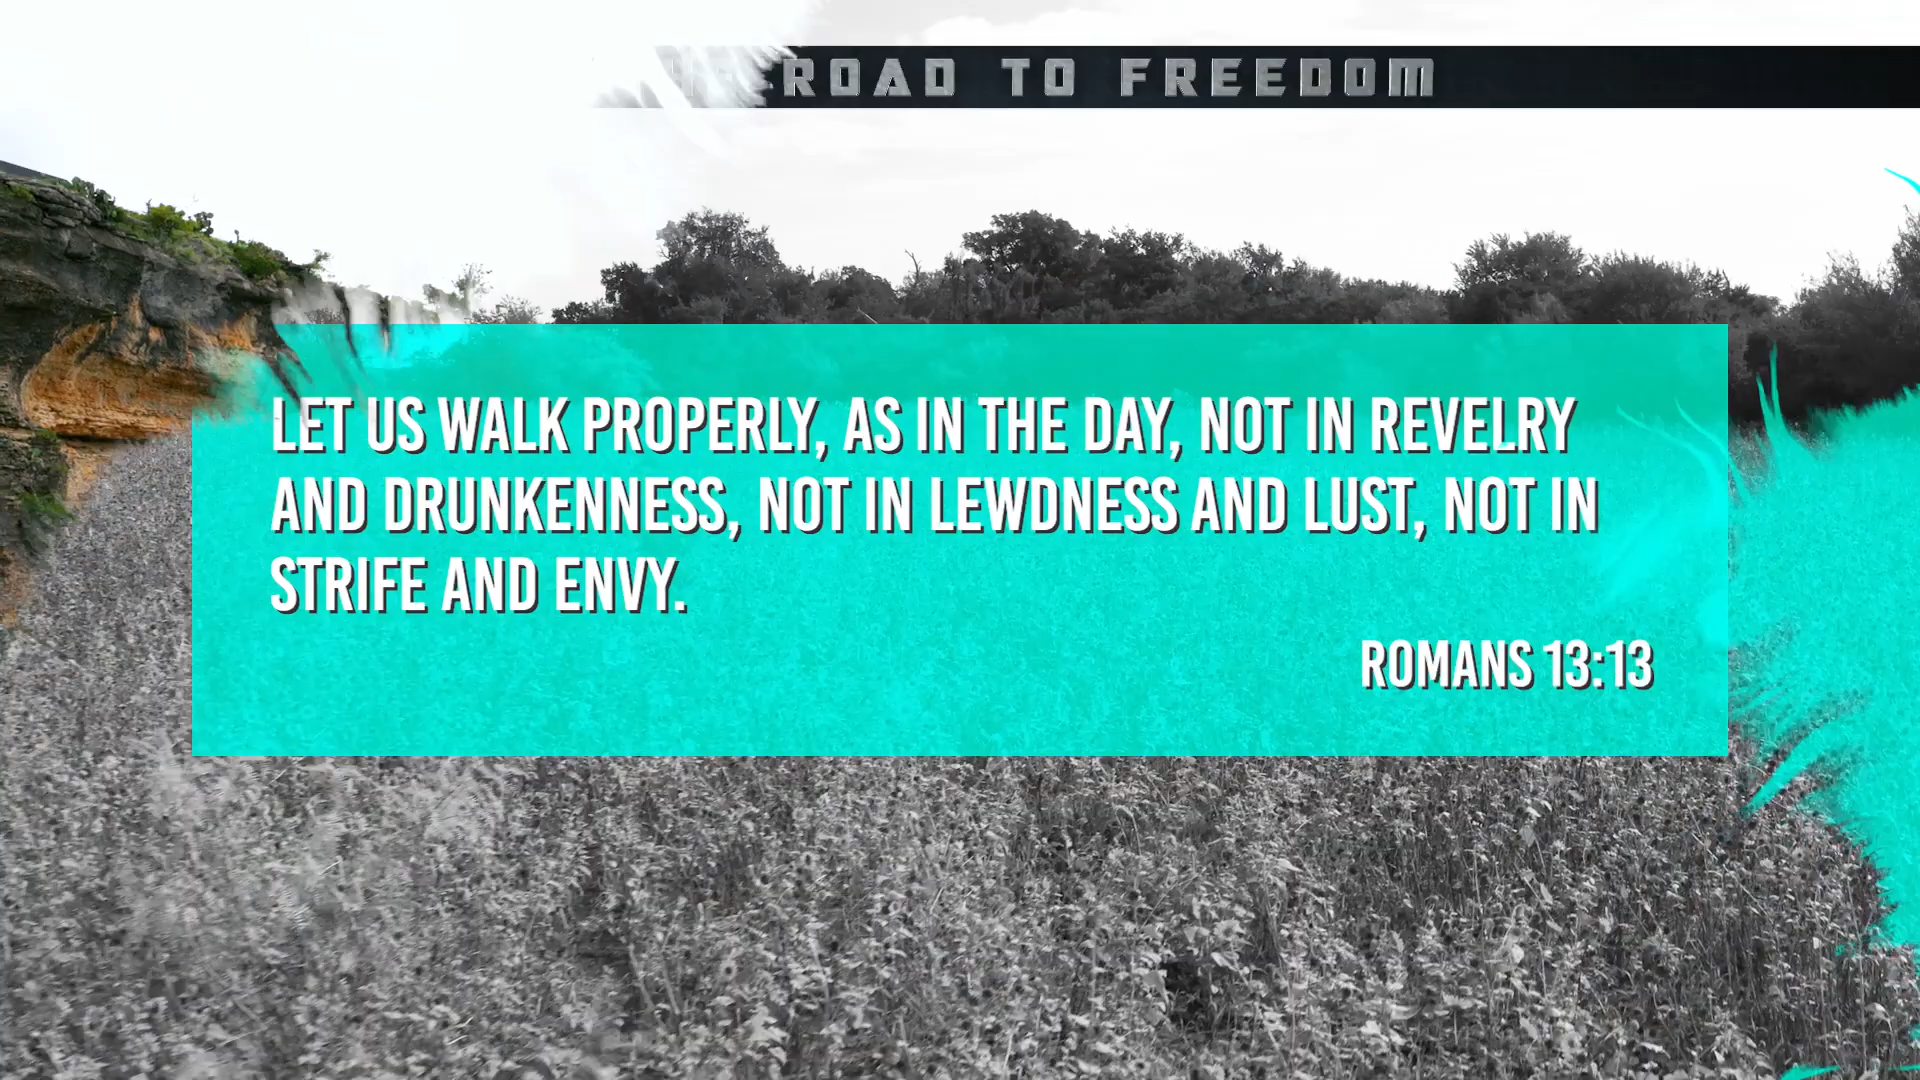 ROAD TO FREEDOM
LET US WALK PROPERLY, AS IN THE DAY, NOT IN REVELRY
AND DRUNKENNESS, NOT IN LEWDNESS AND LUST, NOT IN
STRIFE AND ENVY.
ROMANS 13:13